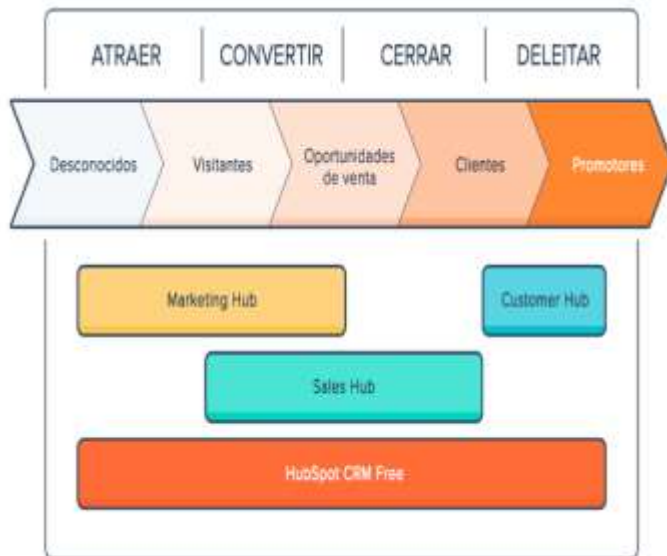 ATRAER CONVERTIR CERRAR DELEITAR
Desconocidos Visitantes Oportunidades de venta Clientes Promotores
Marketing Hub Customer Hub
Sales Hub
HubSpot CRM Free